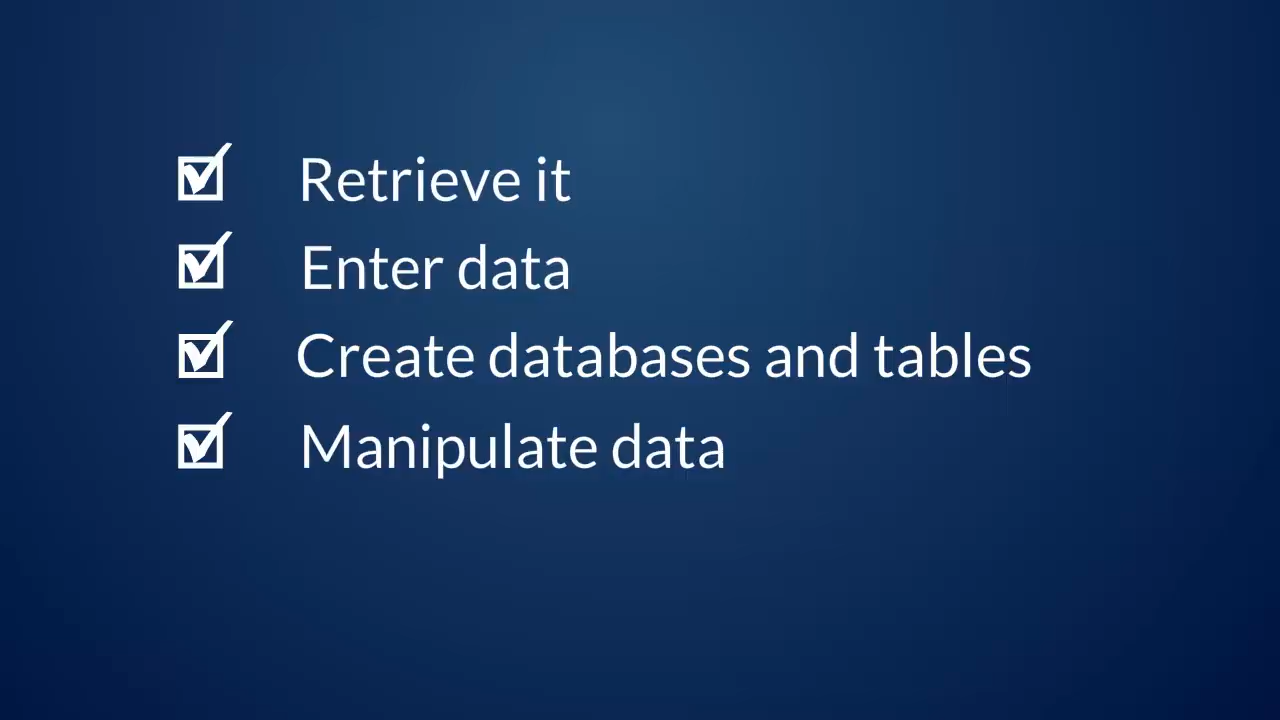 Retrieve it
Enter data
Create databases and tables
Manipulate data